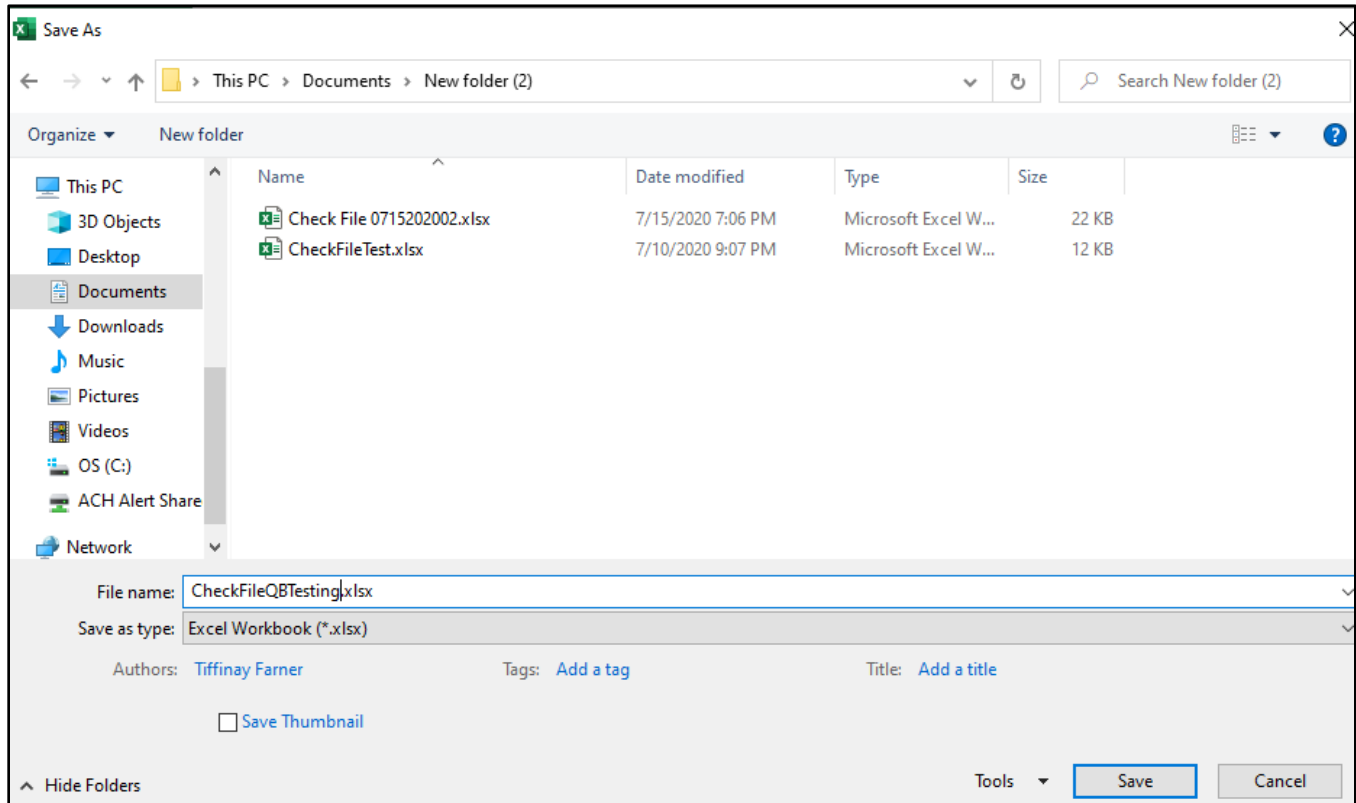 Save As
This PC > Documents > New folder (2)
Search New folder (2)
Organize
New folder
?
Name
Date modified
Type
Size
This PC
3D Objects
Desktop
Documents
Downloads
Music
Pictures
Videos
OS (C:)
ACH Alert Share
Network
Check File 0715202002.xlsx 7/15/2020 7:06 PM Microsoft Excel W... 22 KB
CheckFileTest.xlsx 7/10/2020 9:07 PM Microsoft Excel W... 12 KB
File name: CheckFileQBTesting.xlsx
Save as type: Excel Workbook (*.xlsx)
Authors: Tiffinay Farner Tags: Add a tag Title: Add a title
Save Thumbnail
Hide Folders
Tools
Save
Cancel